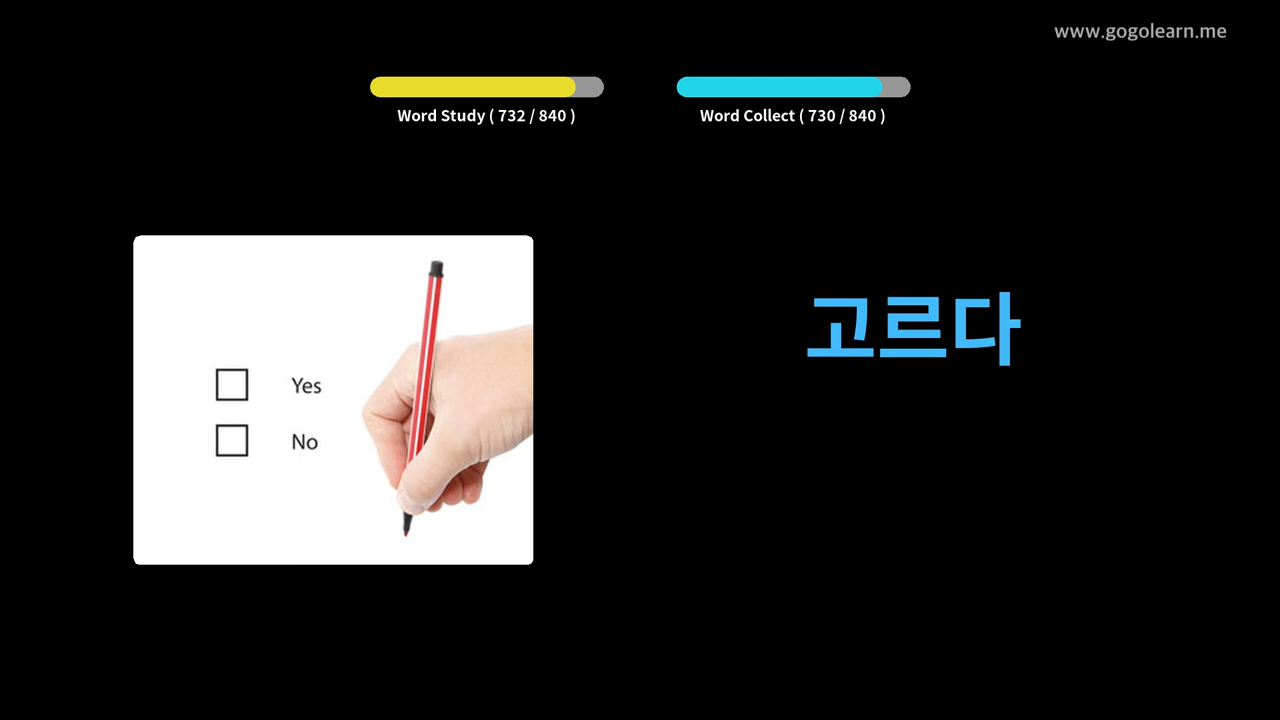 www.gogolearn.me
Word Study ( 732 / 840 )
Word Collect ( 730 / 840 )
Yes
No
고르다